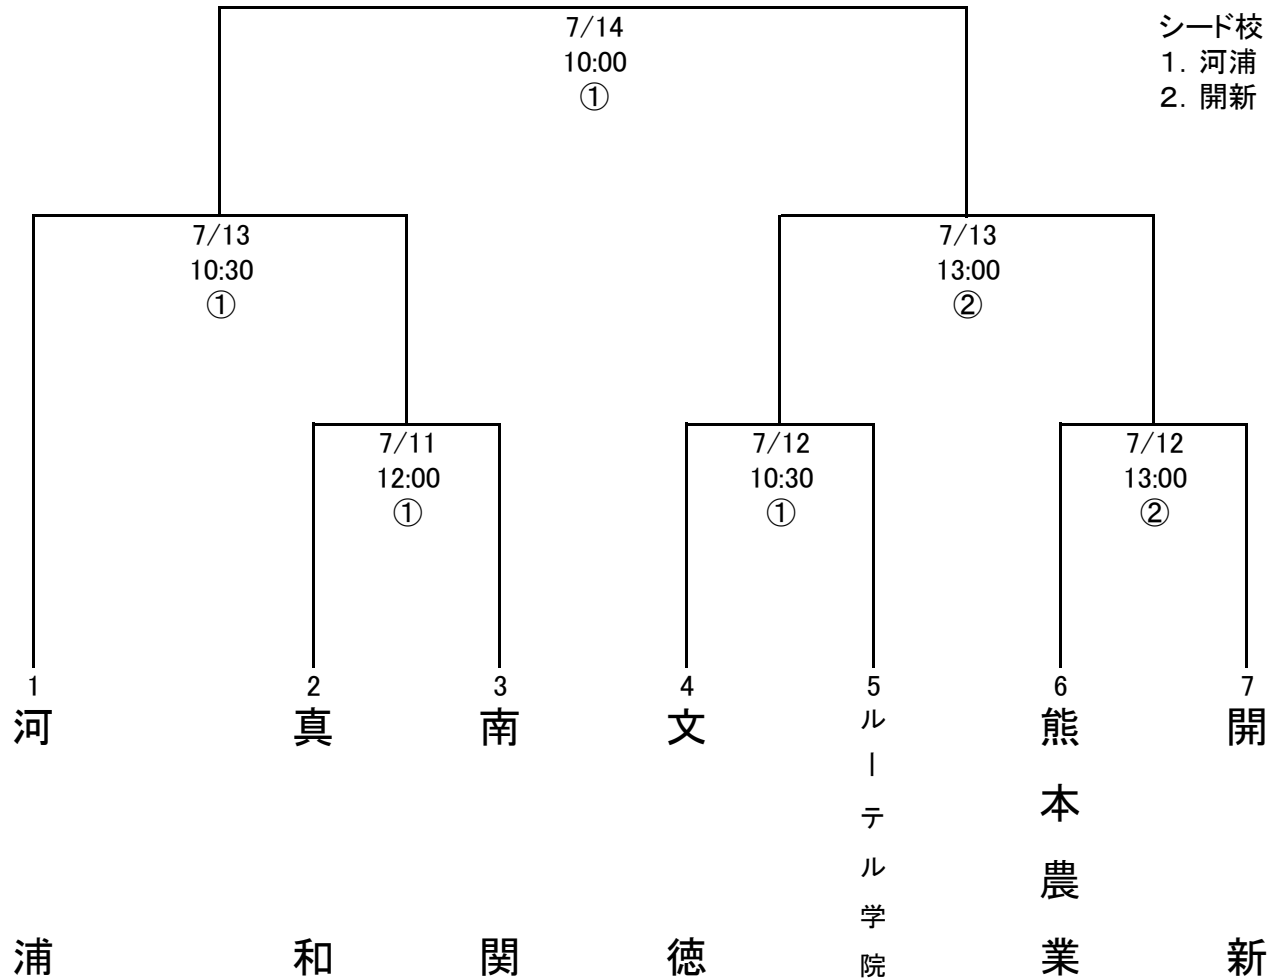 7/14
10:00
①
シード校
1. 河浦
2. 開新
7/13
10:30
①
7/13
13:00
②
7/11
12:00
①
7/12
10:30
①
7/12
13:00
②
1
河浦
2
真和
3
南関
4
文徳
5
ルーテル学院
6
熊本農業
7
開新